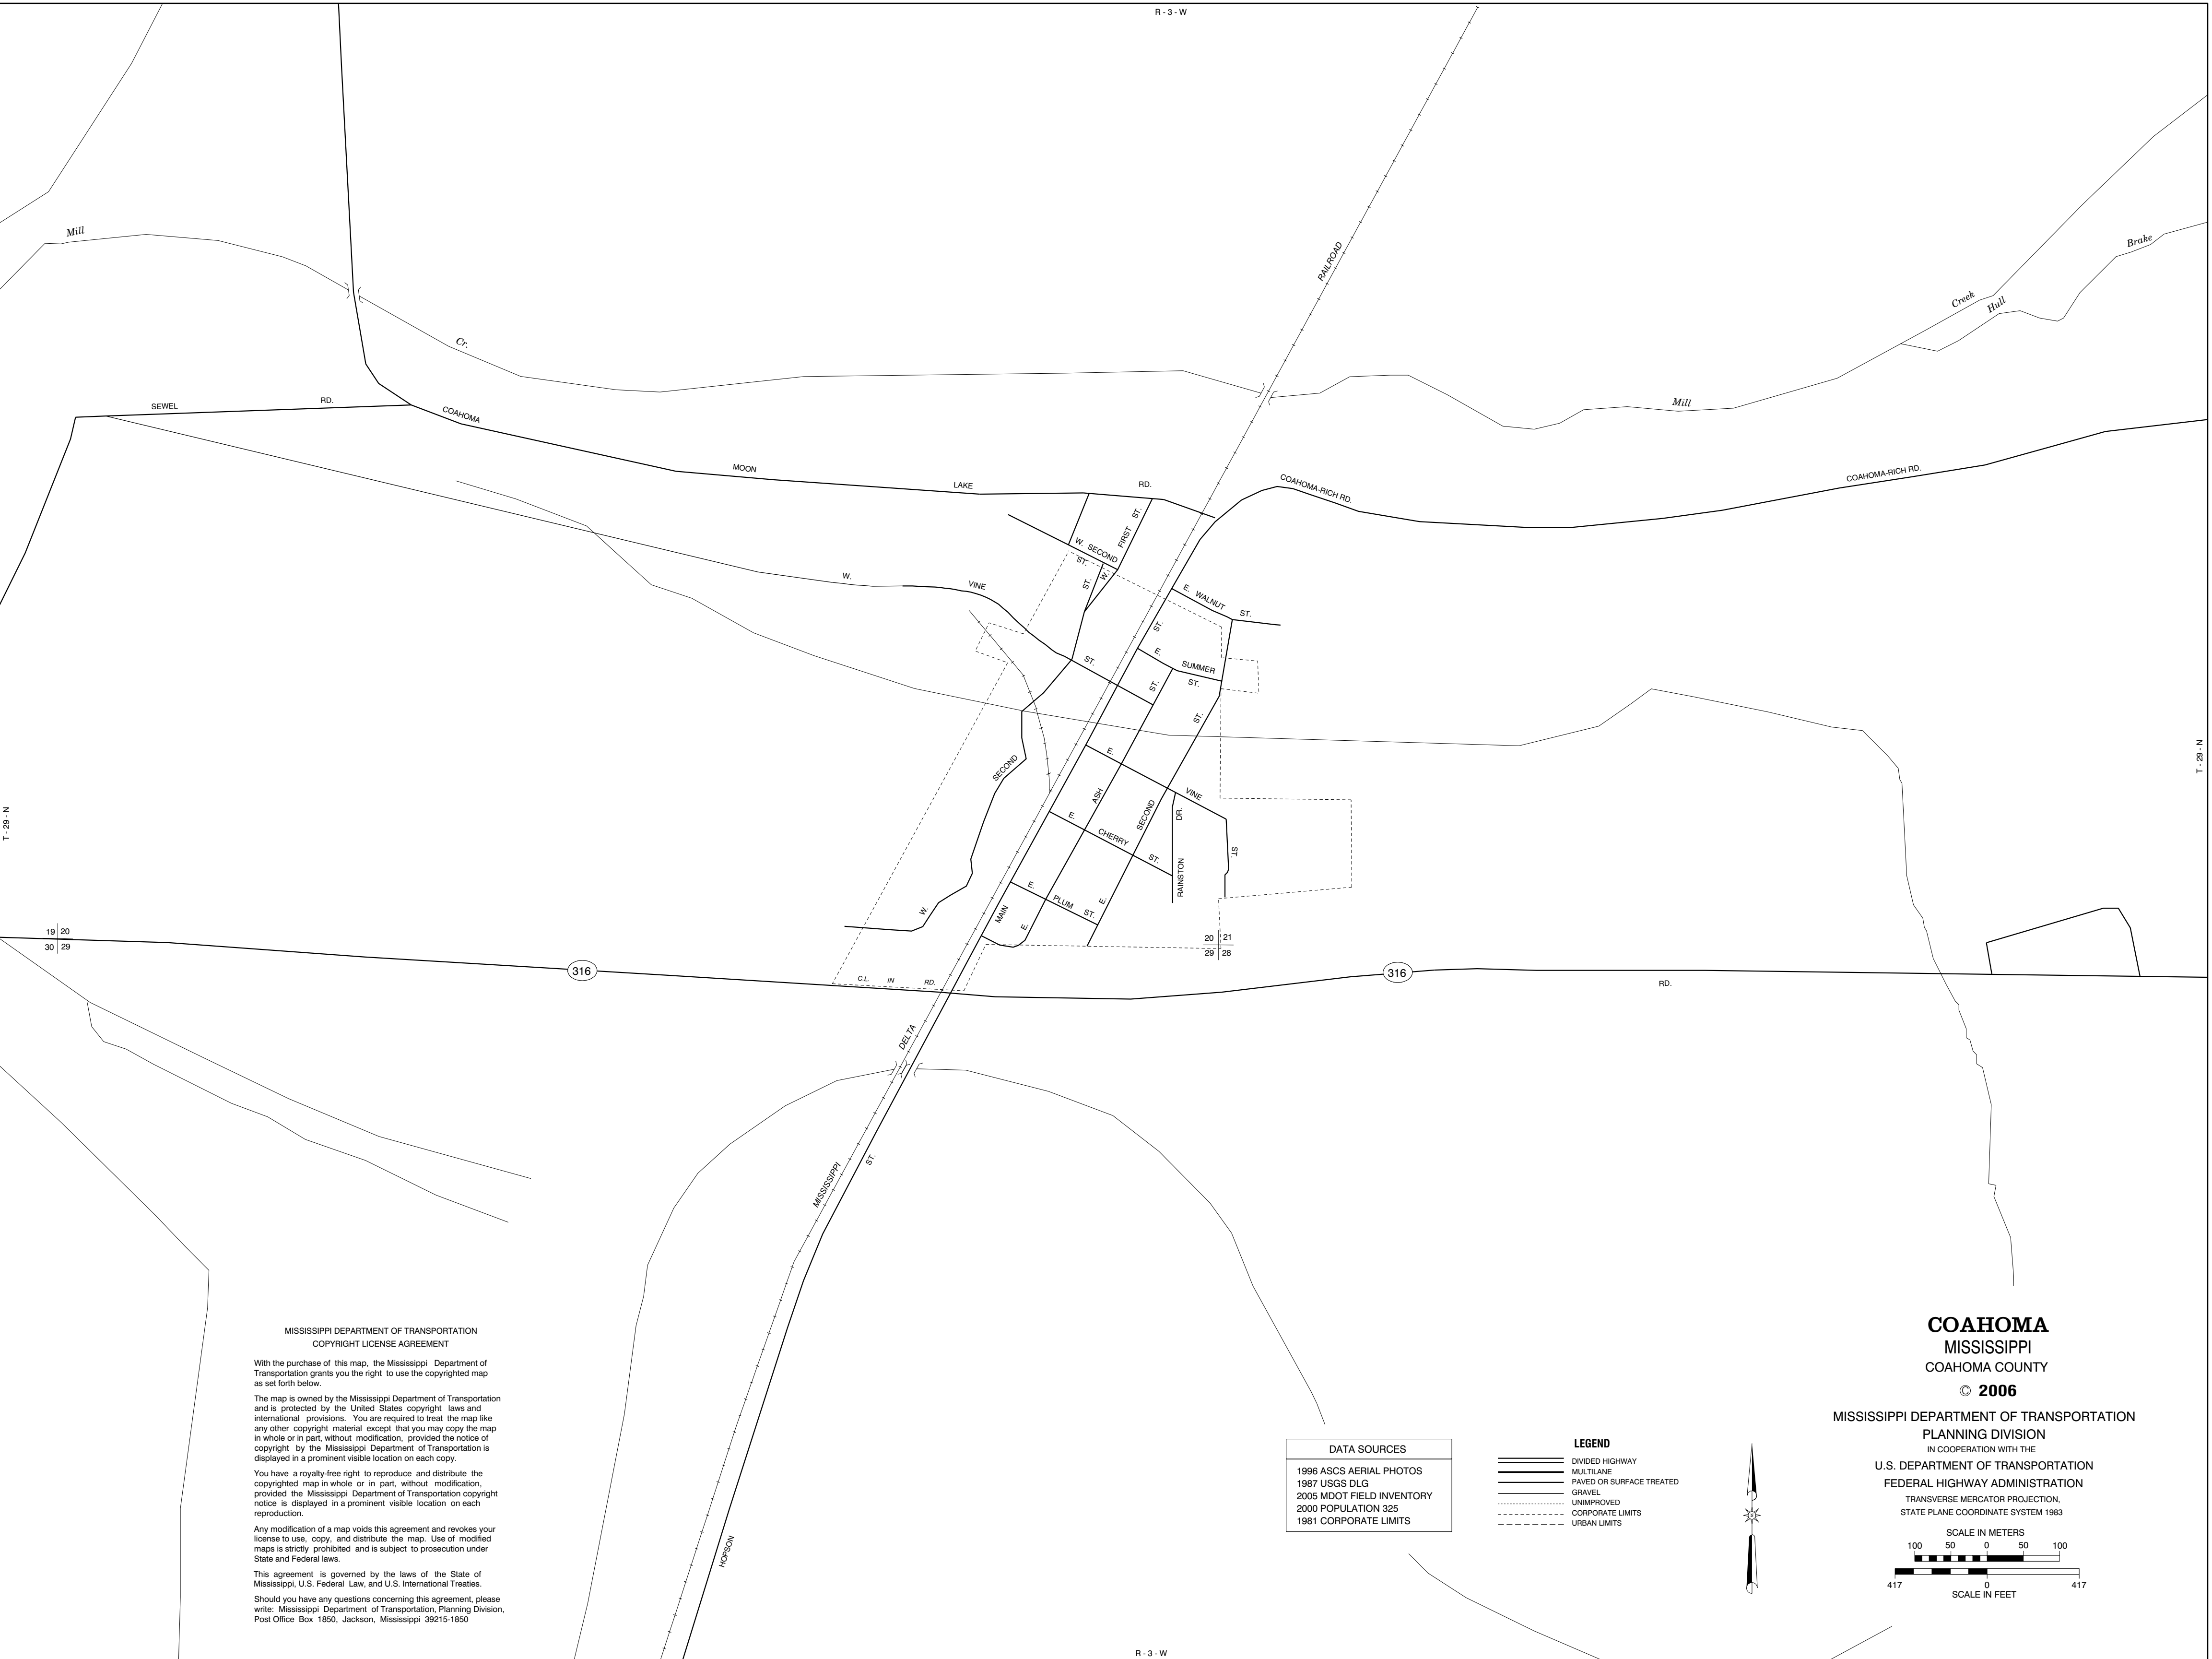 R - 3 - W
Mill
Cr.
RAILROAD
Brake
Creek
Hull
Mill
SEWEL RD.
COAHOMA MOON LAKE RD.
COAHOMA-RICH RD.
COAHOMA-RICH RD.
FIRST ST.
W.
W. SECOND
ST.
ST.
W. VINE ST.
E. WALNUT ST.
ST.
E. SUMMER ST.
ST.
ST.
T - 29 - N
T - 29 - N
SECOND
W.
E. VINE
ST.
ASH
SECOND
DR.
RAINSTON
E. CHERRY ST.
E. PLUM ST.
MAIN
E.
E.
19 20
30 29
20 21
29 28
316
316
RD.
C.L. IN RD.
DELTA
MISSISSIPPI
ST.
HOPSON
MISSISSIPPI DEPARTMENT OF TRANSPORTATION
COPYRIGHT LICENSE AGREEMENT
With the purchase of this map, the Mississippi Department of
Transportation grants you the right to use the copyrighted map
as set forth below.
The map is owned by the Mississippi Department of Transportation
and is protected by the United States copyright laws and
international provisions. You are required to treat the map like
any other copyright material except that you may copy the map
in whole or in part, without modification, provided the notice of
copyright by the Mississippi Department of Transportation is
displayed in a prominent visible location on each copy.
You have a royalty-free right to reproduce and distribute the
copyrighted map in whole or in part, without modification,
provided the Mississippi Department of Transportation copyright
notice is displayed in a prominent visible location on each
reproduction.
Any modification of a map voids this agreement and revokes your
license to use, copy, and distribute the map. Use of modified
maps is strictly prohibited and is subject to prosecution under
State and Federal laws.
This agreement is governed by the laws of the State of
Mississippi, U.S. Federal Law, and U.S. International Treaties.
Should you have any questions concerning this agreement, please
write: Mississippi Department of Transportation, Planning Division,
Post Office Box 1850, Jackson, Mississippi 39215-1850
DATA SOURCES
1996 ASCS AERIAL PHOTOS
1987 USGS DLG
2005 MDOT FIELD INVENTORY
2000 POPULATION 325
1981 CORPORATE LIMITS
LEGEND
DIVIDED HIGHWAY
MULTILANE
PAVED OR SURFACE TREATED
GRAVEL
UNIMPROVED
CORPORATE LIMITS
URBAN LIMITS
COAHOMA
MISSISSIPPI
COAHOMA COUNTY
© 2006
MISSISSIPPI DEPARTMENT OF TRANSPORTATION
PLANNING DIVISION
IN COOPERATION WITH THE
U.S. DEPARTMENT OF TRANSPORTATION
FEDERAL HIGHWAY ADMINISTRATION
TRANSVERSE MERCATOR PROJECTION,
STATE PLANE COORDINATE SYSTEM 1983
SCALE IN METERS
100 50 0 50 100
417 0 417
SCALE IN FEET
R - 3 - W